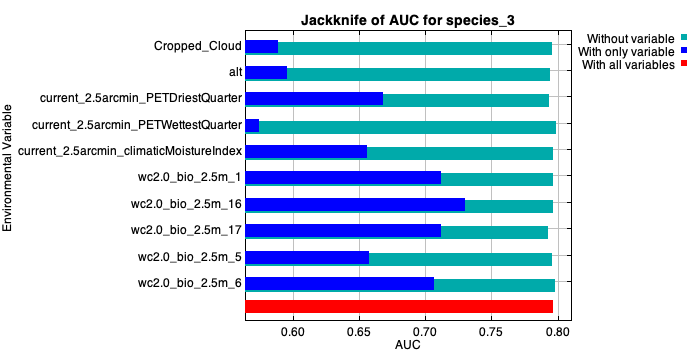 Jackknife of AUC for species_3
Without variable
With only variable
With all variables
Environmental Variable
Cropped_Cloud
alt
current_2.5arcmin_PETDriestQuarter
current_2.5arcmin_PETWettestQuarter
current_2.5arcmin_climaticMoistureIndex
wc2.0_bio_2.5m_1
wc2.0_bio_2.5m_16
wc2.0_bio_2.5m_17
wc2.0_bio_2.5m_5
wc2.0_bio_2.5m_6
0.60 0.65 0.70 0.75 0.80
AUC